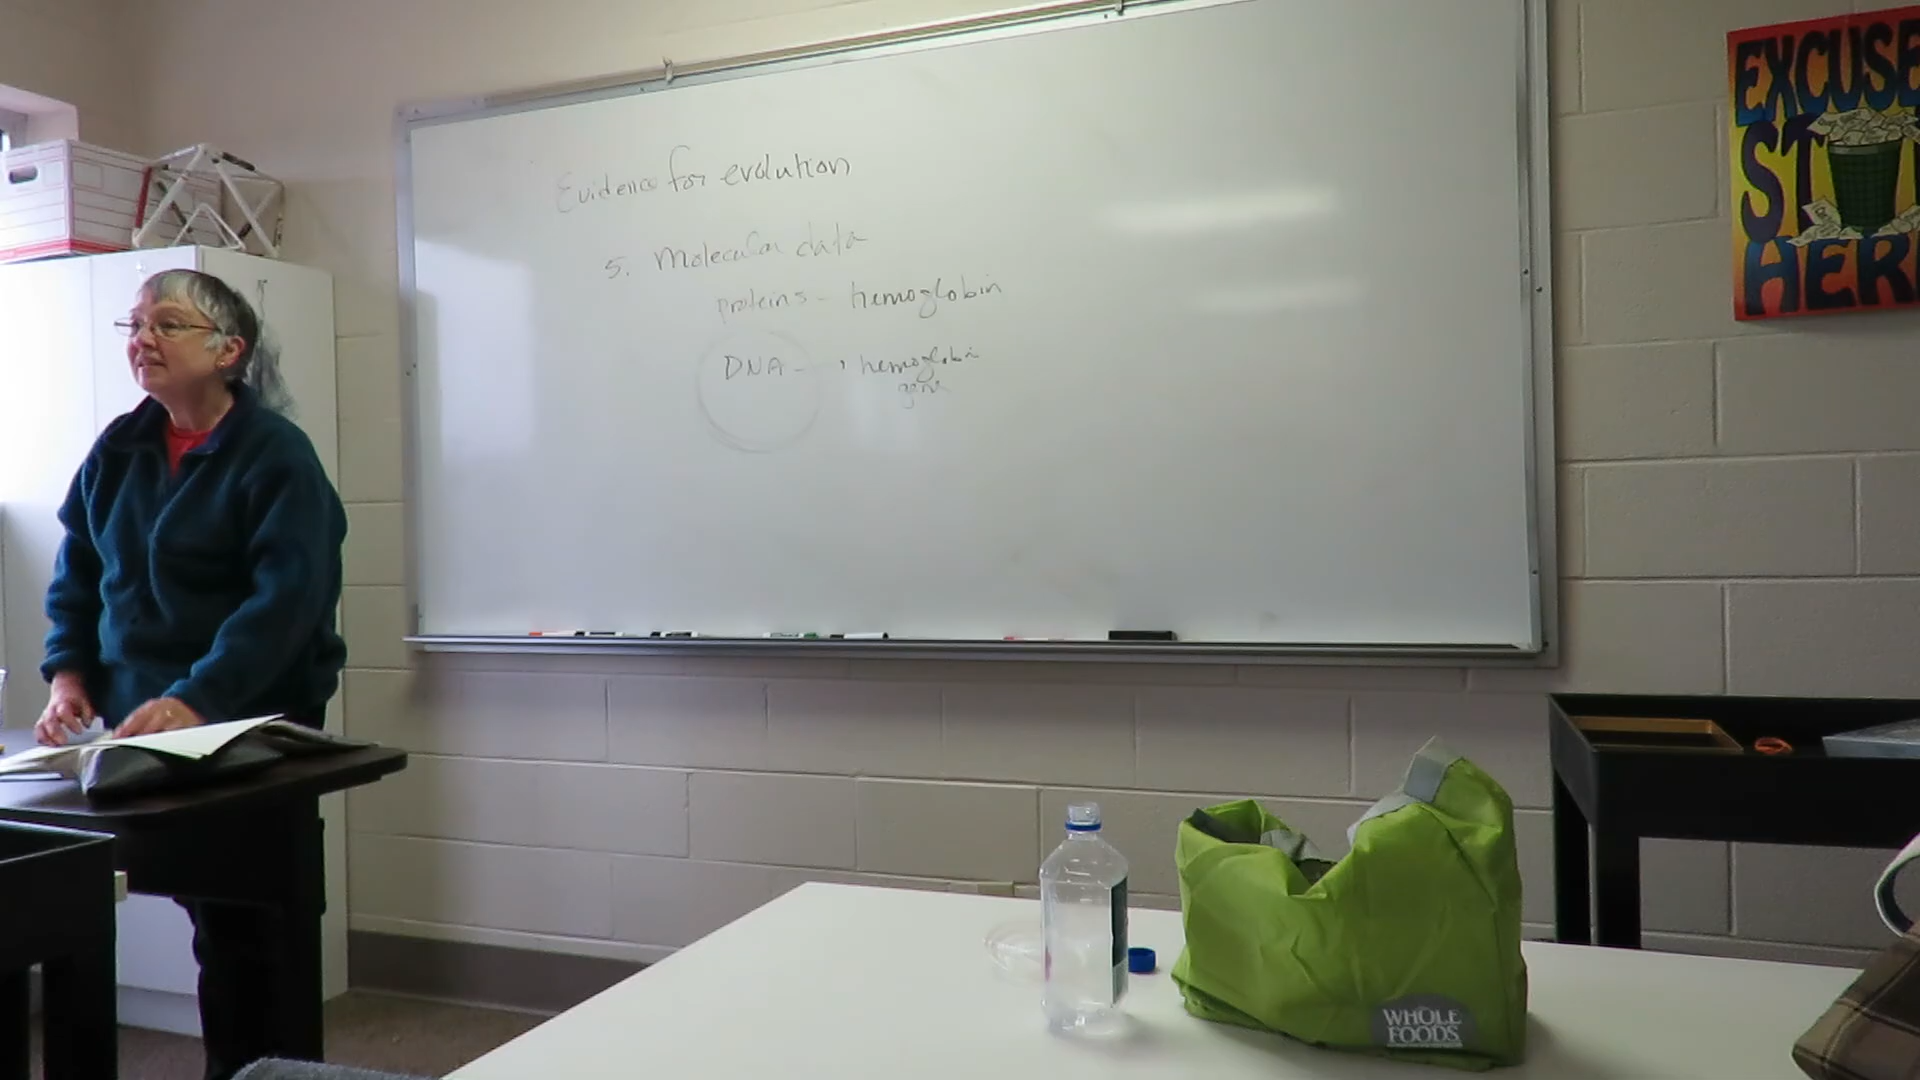 Evidence for evolution
5. Molecular data
proteins - hemoglobin
DNA - , hemoglobin
gene
EXCUSE
ST
HER
WHOLE
FOODS